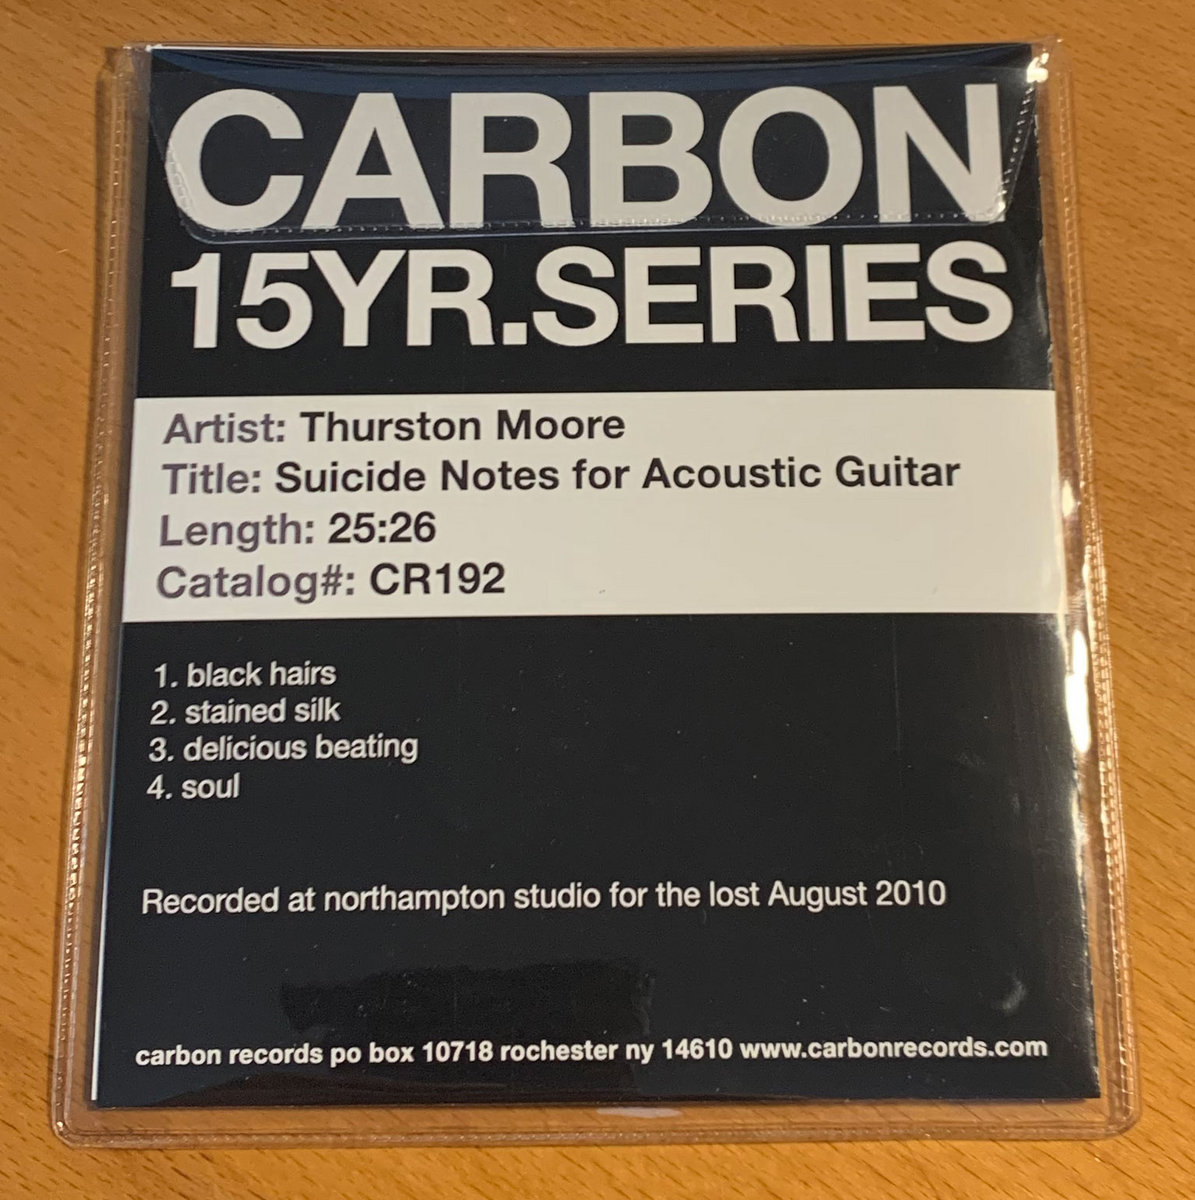 CARBON
15YR.SERIES
Artist: Thurston Moore
Title: Suicide Notes for Acoustic Guitar
Length: 25:26
Catalog#: CR192
1. black hairs
2. stained silk
3. delicious beating
4. soul
Recorded at northampton studio for the lost August 2010
carbon records po box 10718 rochester ny 14610 www.carbonrecords.com